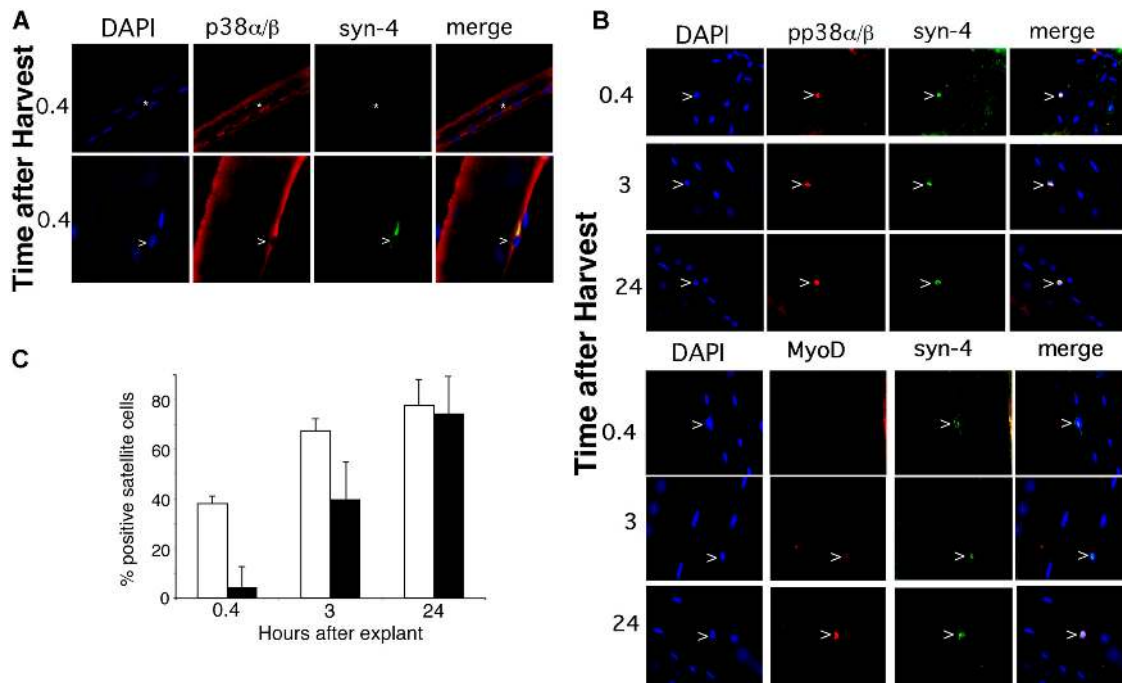 A
DAPI p38α/β syn-4 merge
Time after Harvest
0.4
* * * *
0.4
> > > >
B
DAPI pp38α/β syn-4 merge
0.4
> > > >
3
> > > >
24
> > > >
Time after Harvest
DAPI MyoD syn-4 merge
0.4
> > >
3
> > > >
24
> > > >
C
% positive satellite cells
80
60
40
20
0
0.4 3 24
Hours after explant